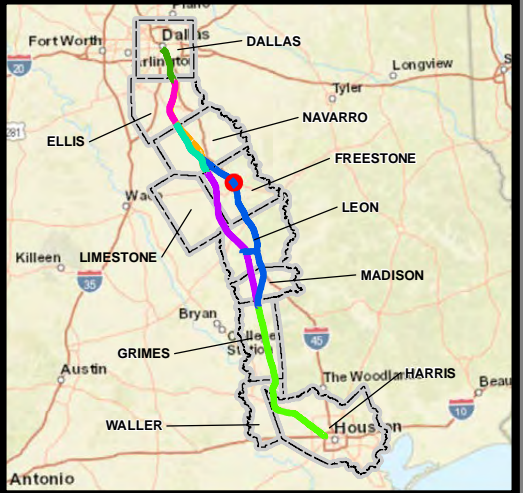 Plano
Dallas
DALLAS
Fort Worth
Arlington
Longview
20
Tyler
NAVARRO
281
ELLIS
FREESTONE
LEON
LIMESTONE
Killeen
MADISON
35
Bryan
College
Station
45
GRIMES
Austin
The Woodlands
HARRIS
10
WALLER
Houston
Antonio